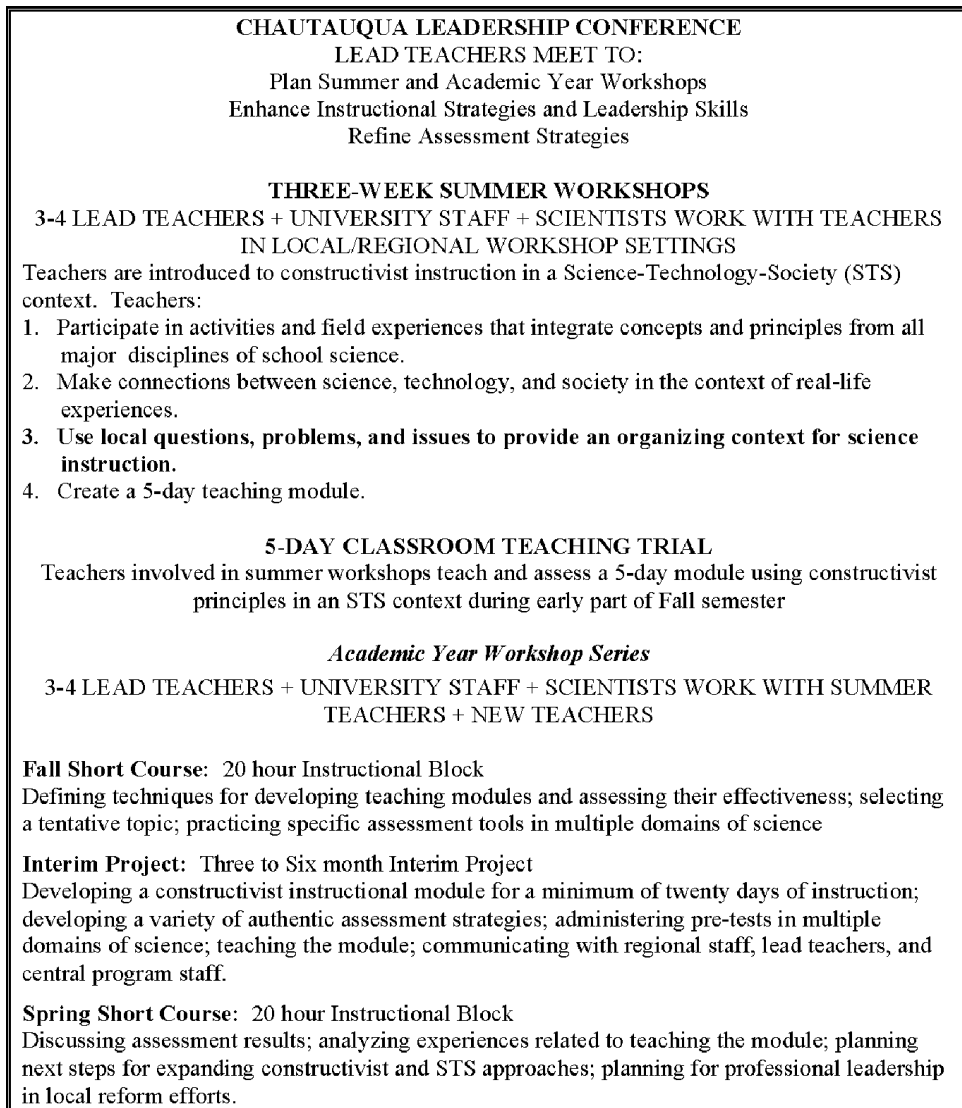 CHAUTAUQUA LEADERSHIP CONFERENCE
LEAD TEACHERS MEET TO:
Plan Summer and Academic Year Workshops
Enhance Instructional Strategies and Leadership Skills
Refine Assessment Strategies
THREE-WEEK SUMMER WORKSHOPS
3-4 LEAD TEACHERS + UNIVERSITY STAFF + SCIENTISTS WORK WITH TEACHERS
IN LOCAL/REGIONAL WORKSHOP SETTINGS
Teachers are introduced to constructivist instruction in a Science-Technology-Society (STS)
context. Teachers:
1. Participate in activities and field experiences that integrate concepts and principles from all
major disciplines of school science.
2. Make connections between science, technology, and society in the context of real-life
experiences.
3. Use local questions, problems, and issues to provide an organizing context for science
instruction.
4. Create a 5-day teaching module.
5-DAY CLASSROOM TEACHING TRIAL
Teachers involved in summer workshops teach and assess a 5-day module using constructivist
principles in an STS context during early part of Fall semester
Academic Year Workshop Series
3-4 LEAD TEACHERS + UNIVERSITY STAFF + SCIENTISTS WORK WITH SUMMER
TEACHERS + NEW TEACHERS
Fall Short Course: 20 hour Instructional Block
Defining techniques for developing teaching modules and assessing their effectiveness; selecting
a tentative topic; practicing specific assessment tools in multiple domains of science
Interim Project: Three to Six month Interim Project
Developing a constructivist instructional module for a minimum of twenty days of instruction;
developing a variety of authentic assessment strategies; administering pre-tests in multiple
domains of science; teaching the module; communicating with regional staff, lead teachers, and
central program staff.
Spring Short Course: 20 hour Instructional Block
Discussing assessment results; analyzing experiences related to teaching the module; planning
next steps for expanding constructivist and STS approaches; planning for professional leadership
in local reform efforts.